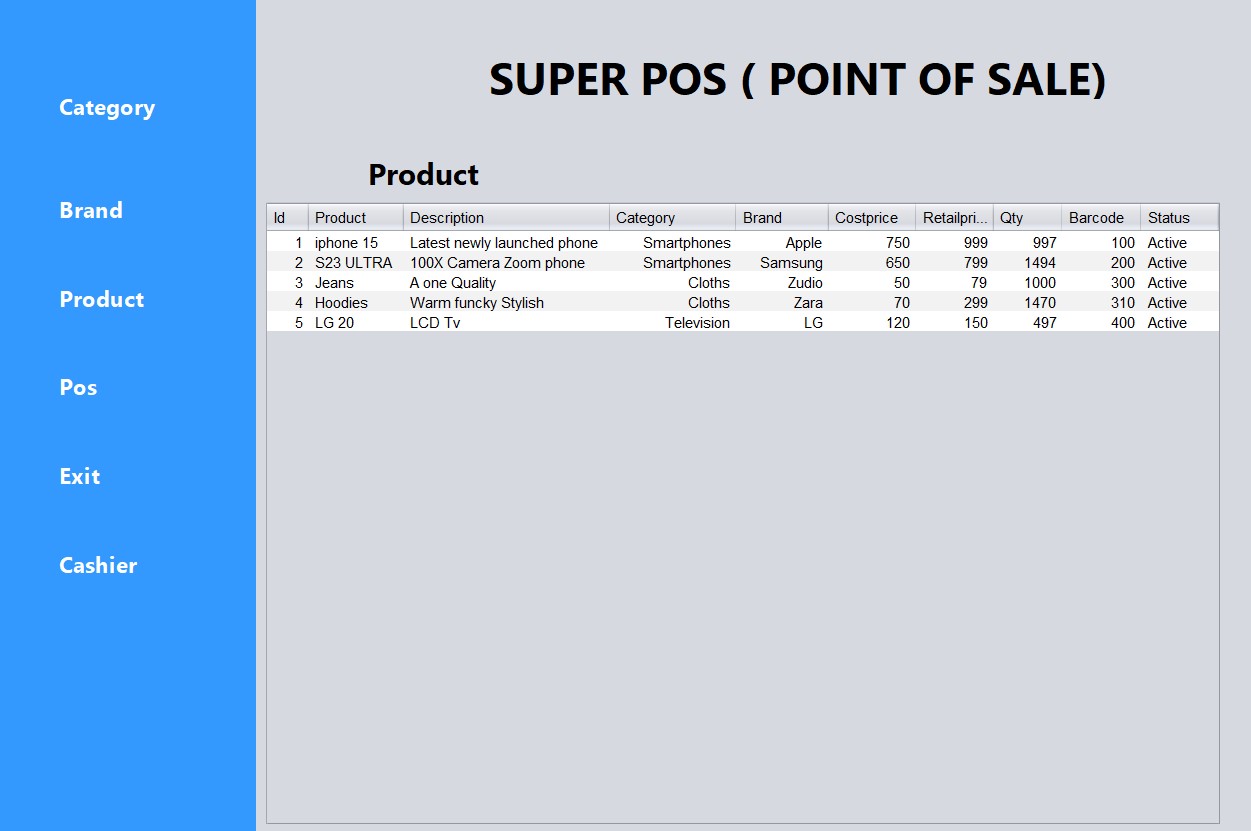 SUPER POS ( POINT OF SALE)
Category
Brand
Product
Pos
Exit
Cashier
Product
Id Product Description Category Brand Costprice Retailpri... Qty Barcode Status
1 iphone 15 Latest newly launched phone Smartphones Apple 750 999 997 100 Active
2 S23 ULTRA 100X Camera Zoom phone Smartphones Samsung 650 799 1494 200 Active
3 Jeans A one Quality Cloths Zudio 50 79 1000 300 Active
4 Hoodies Warm funcky Stylish Cloths Zara 70 299 1470 310 Active
5 LG 20 LCD Tv Television LG 120 150 497 400 Active